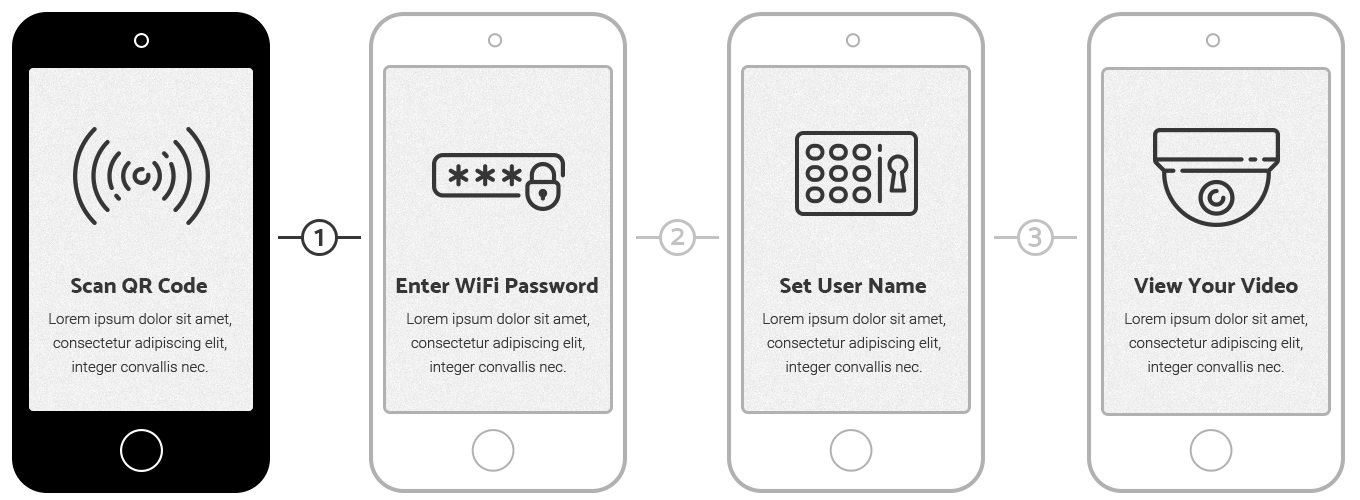 Scan QR Code
Lorem ipsum dolor sit amet,
consectetur adipiscing elit,
integer convallis nec.
1
***
Enter WiFi Password
Lorem ipsum dolor sit amet,
consectetur adipiscing elit,
integer convallis nec.
2
Set User Name
Lorem ipsum dolor sit amet,
consectetur adipiscing elit,
integer convallis nec.
3
View Your Video
Lorem ipsum dolor sit amet,
consectetur adipiscing elit,
integer convallis nec.